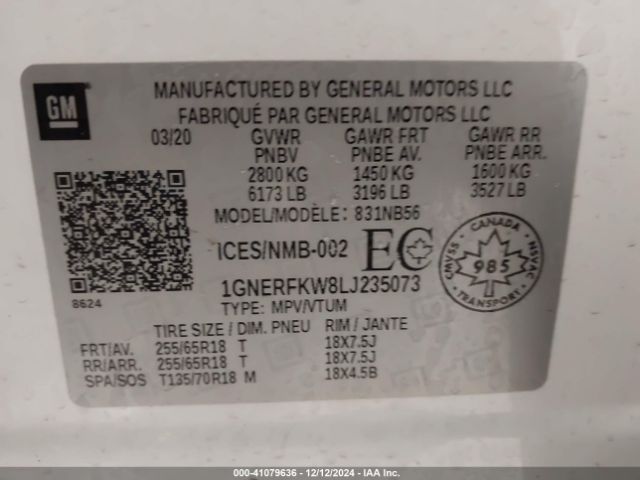 GM
MANUFACTURED BY GENERAL MOTORS LLC
FABRIQUÉ PAR GENERAL MOTORS LLC
03/20 GVWR GAWR FRT GAWR RR
PNBV PNBE AV. PNBE ARR.
2800 KG 1450 KG 1600 KG
6173 LB 3196 LB 3527 LB
MODEL/MODÈLE: 831NB56
ICES/NMB-002 EC
CANADA
CMVSS 985 NSVAC
TRANSPORT
8624
1GNERFKW8LJ235073
TYPE: MPV/VTUM
TIRE SIZE / DIM. PNEU RIM / JANTE
FRT/AV. 255/65R18 T 18X7.5J
RR/ARR. 255/65R18 T 18X7.5J
SPA/SOS T135/70R18 M 18X4.5B
000-41079636 - 12/12/2024 - IAA Inc.